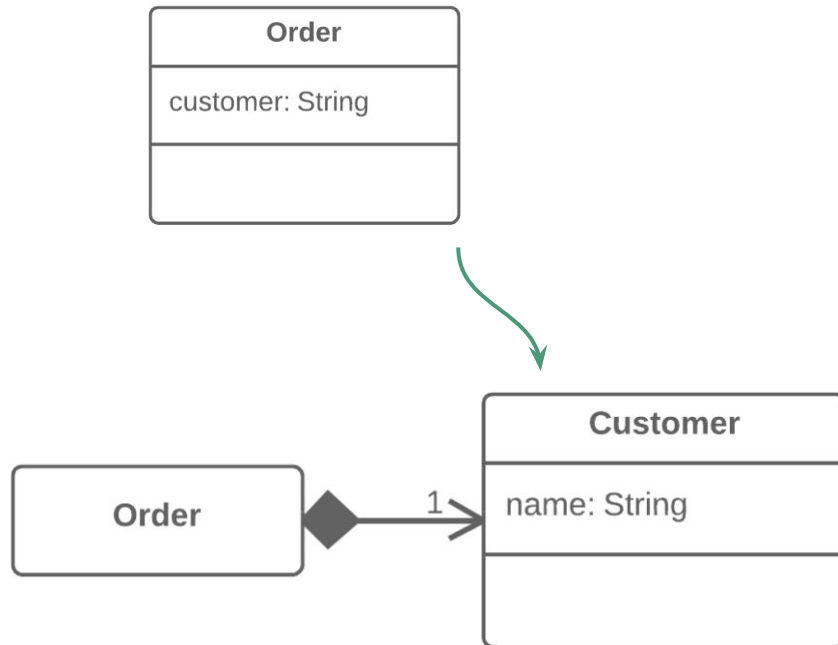 Order
customer: String
Customer
name: String
Order
1